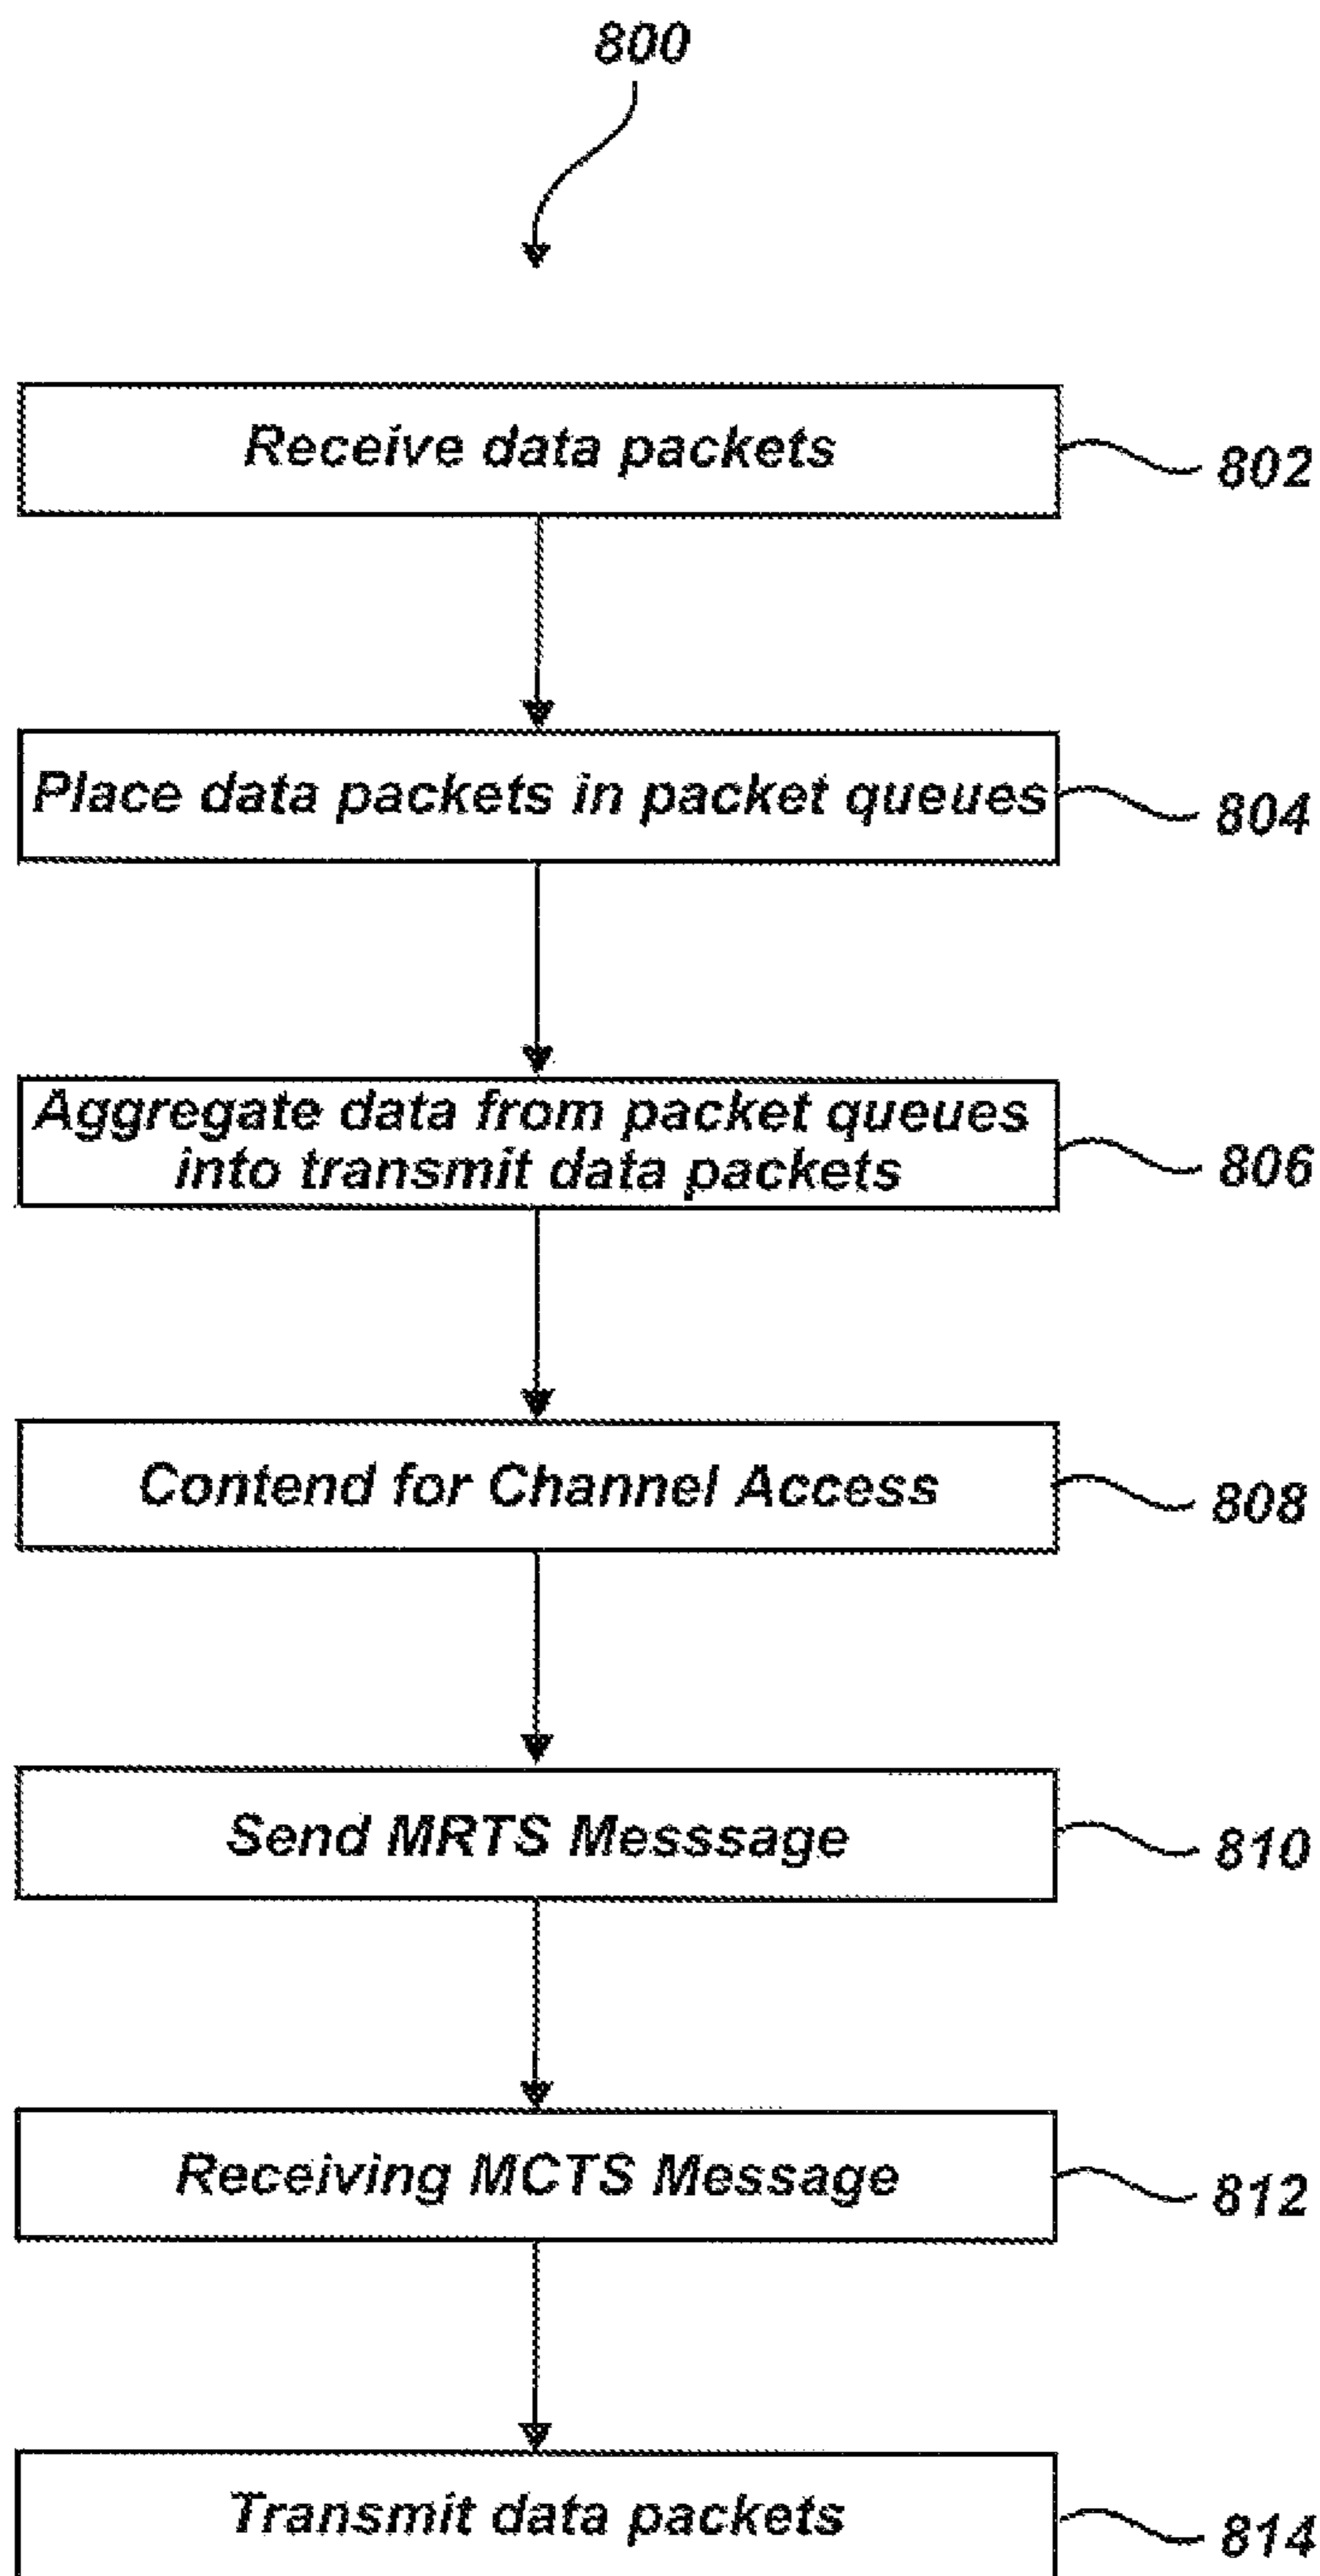 800
Receive data packets
802
Place data packets in packet queues
804
Aggregate data from packet queues
into transmit data packets
806
Contend for Channel Access
808
Send MRTS Messsage
810
Receiving MCTS Message
812
Transmit data packets
814